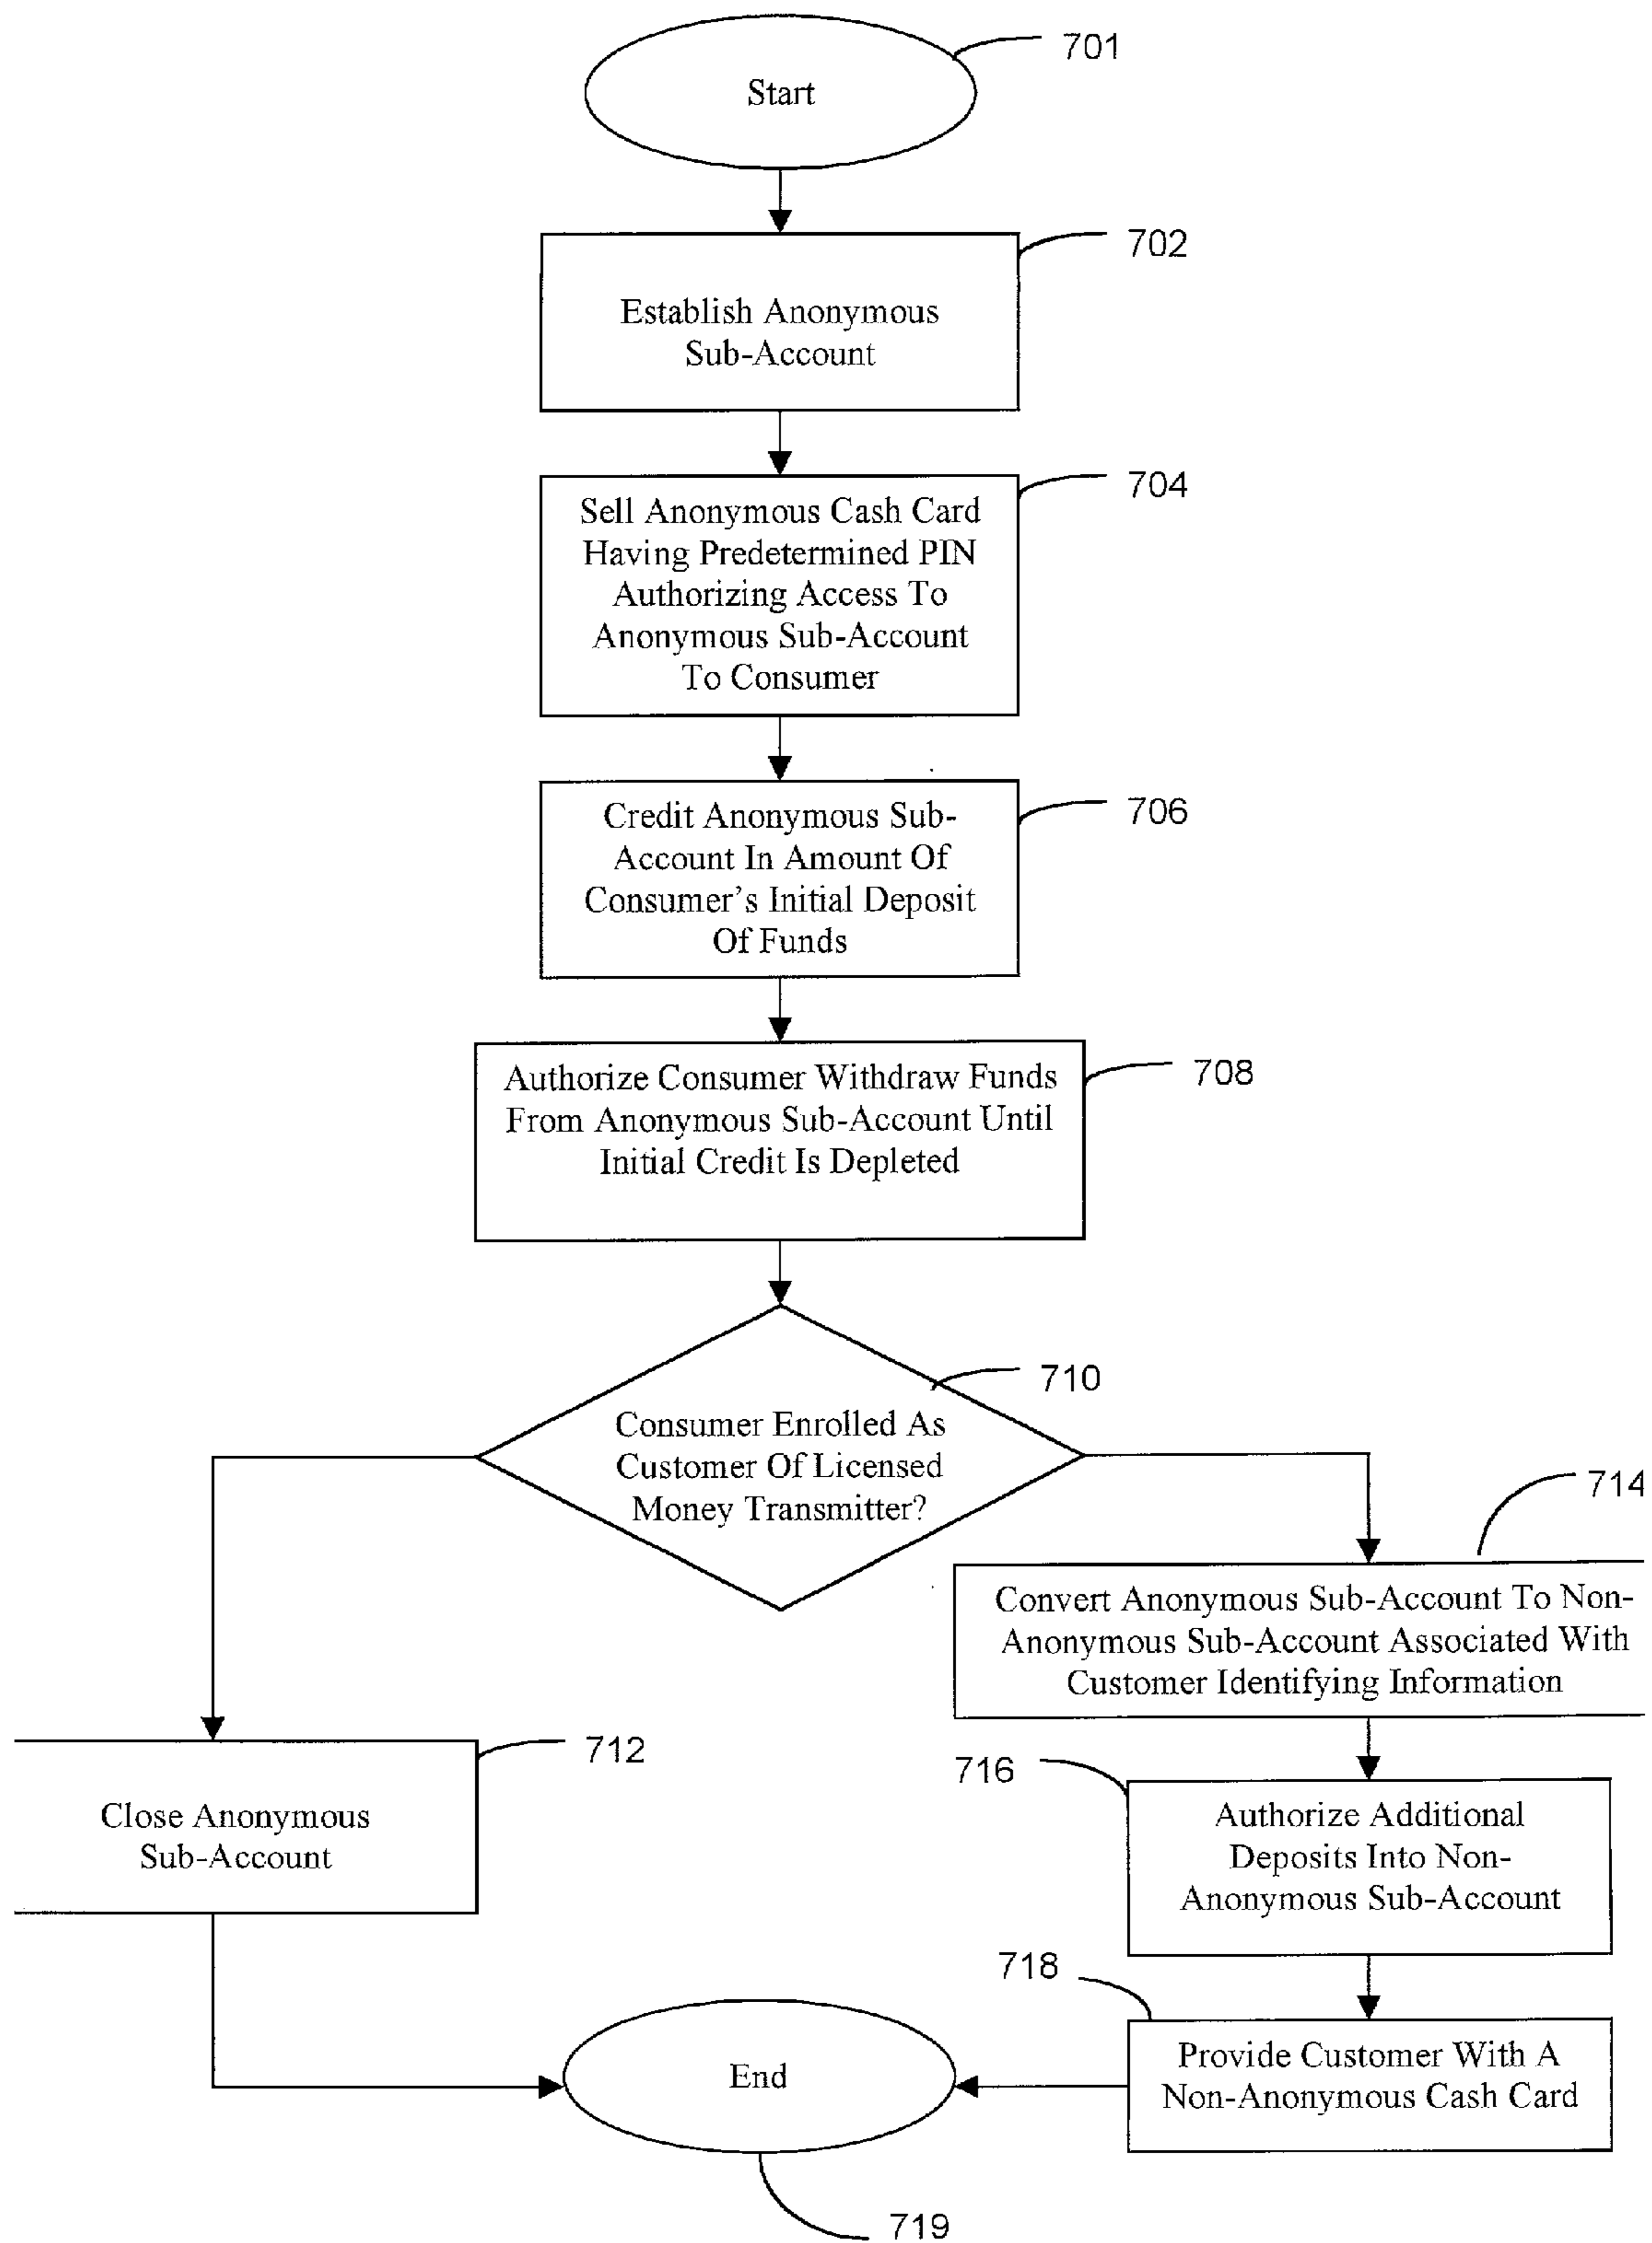 701
Start
702
Establish Anonymous
Sub-Account
704
Sell Anonymous Cash Card
Having Predetermined PIN
Authorizing Access To
Anonymous Sub-Account
To Consumer
706
Credit Anonymous Sub-
Account In Amount Of
Consumer's Initial Deposit
Of Funds
708
Authorize Consumer Withdraw Funds
From Anonymous Sub-Account Until
Initial Credit Is Depleted
710
Consumer Enrolled As
Customer Of Licensed
Money Transmitter?
714
Convert Anonymous Sub-Account To Non-
Anonymous Sub-Account Associated With
Customer Identifying Information
712
Close Anonymous
Sub-Account
716
Authorize Additional
Deposits Into Non-
Anonymous Sub-Account
718
Provide Customer With A
Non-Anonymous Cash Card
End
719